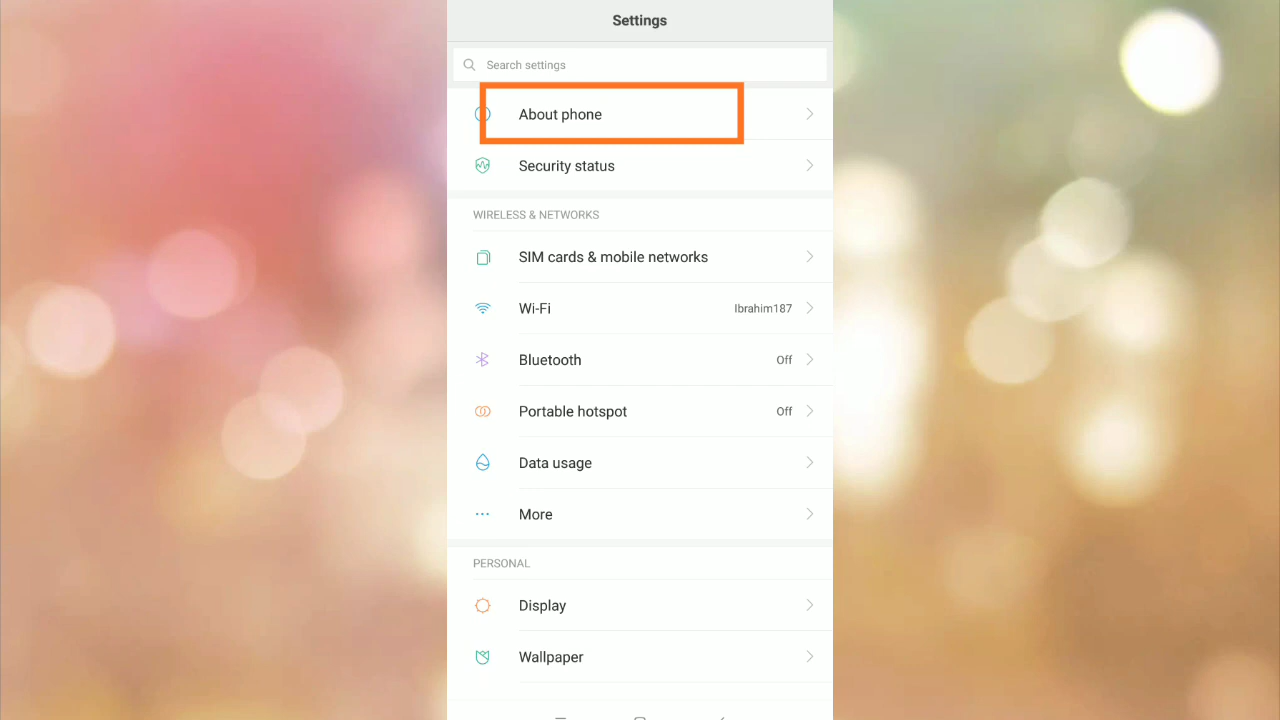 Settings
Search settings
About phone
Security status
WIRELESS & NETWORKS
SIM cards & mobile networks
Wi-Fi Ibrahim187
Bluetooth Off
Portable hotspot Off
Data usage
More
PERSONAL
Display
Wallpaper